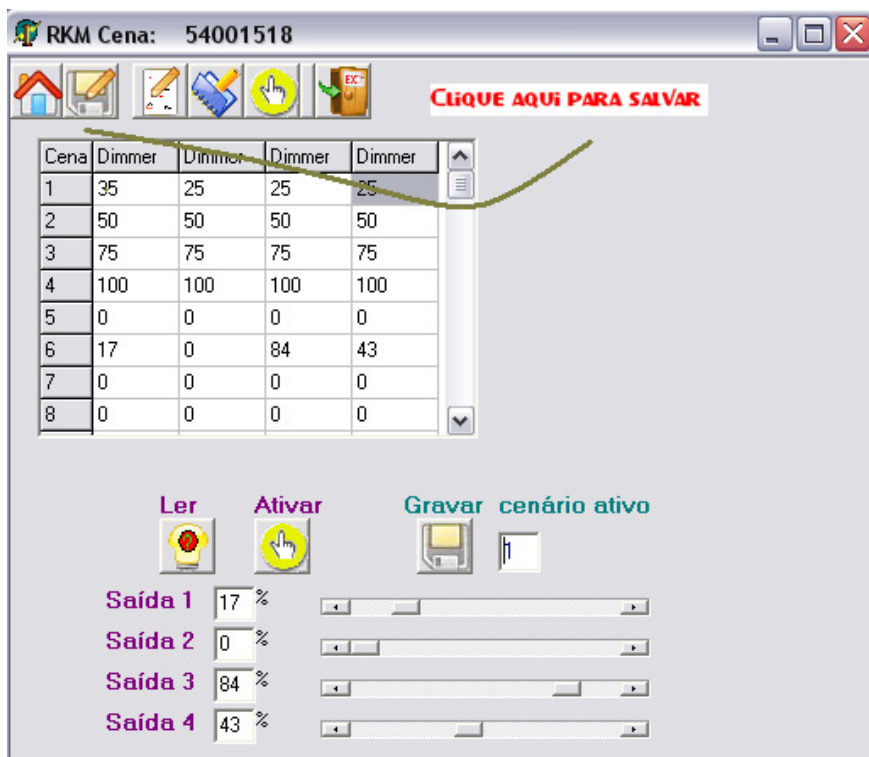 RKM Cena: 54001518
EXIT
CLIQUE AQUI PARA SALVAR
Cena Dimmer Dimmer Dimmer Dimmer
1 35 25 25 25
2 50 50 50 50
3 75 75 75 75
4 100 100 100 100
5 0 0 0 0
6 17 0 84 43
7 0 0 0 0
8 0 0 0 0
Ler Ativar Gravar cenário ativo
1
Saída 1 17 %
Saída 2 0 %
Saída 3 84 %
Saída 4 43 %